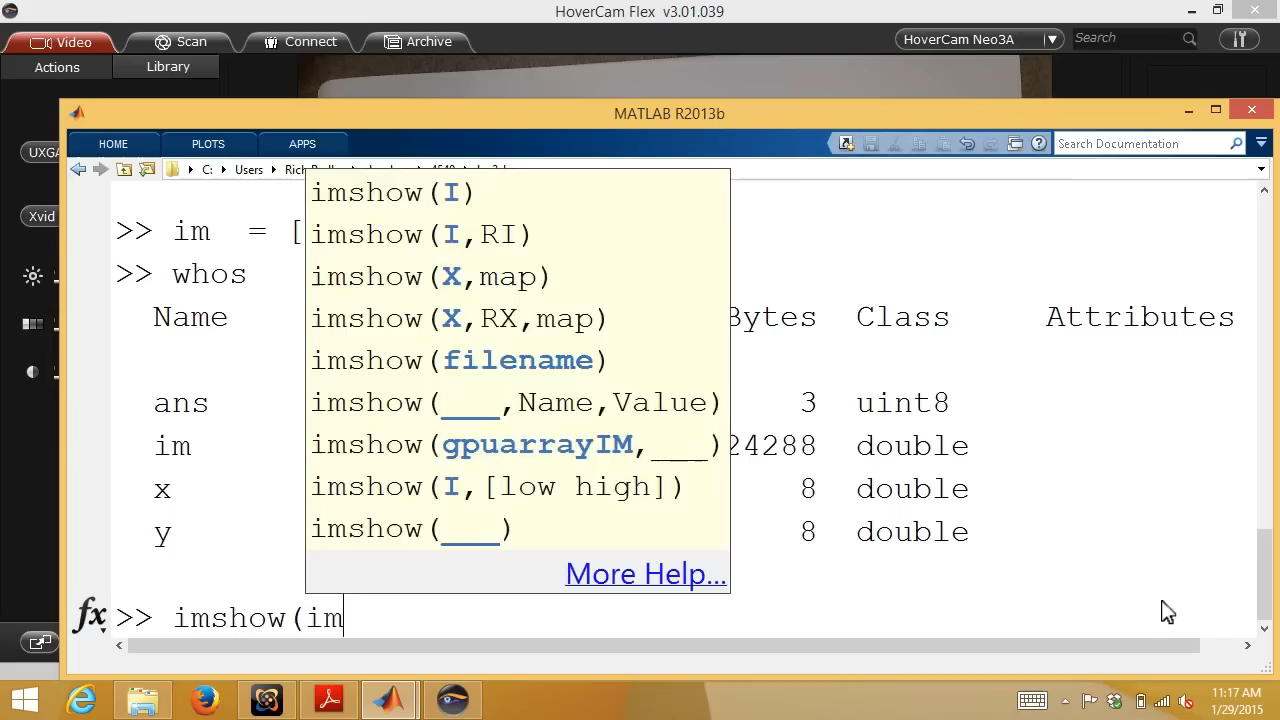 HoverCam Flex v3.01.039
Video
Scan
Connect
Archive
HoverCam Neo3A
Search
Actions
Library
MATLAB R2013b
UXGA
HOME
PLOTS
APPS
Search Documentation
C:
Users
Xvid
imshow(I)
>> im = [
imshow(I,RI)
>> whos
imshow(X,map)
Name
imshow(X,RX,map)
Bytes Class Attributes
imshow(filename)
ans
imshow(___,Name,Value)
3 uint8
im
imshow(gpuarrayIM,___)
24288 double
x
imshow(I,[low high])
8 double
y
imshow(___)
8 double
More Help...
fx >> imshow(im
11:17 AM
1/29/2015